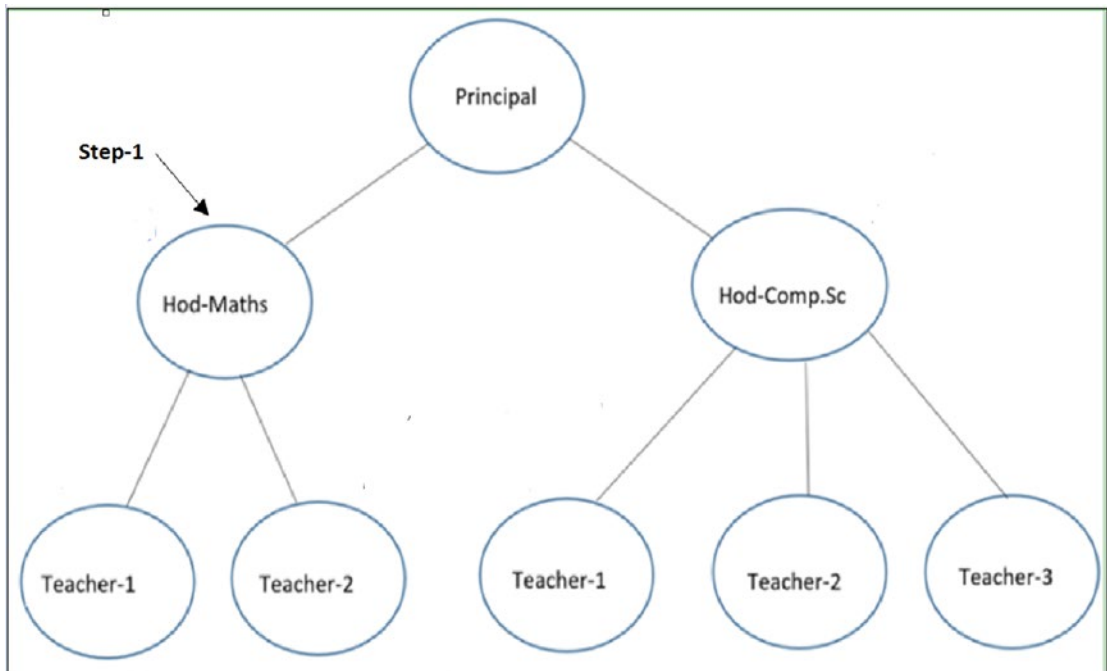 Principal
Step-1
Hod-Maths
Hod-Comp.Sc
Teacher-1
Teacher-2
Teacher-1
Teacher-2
Teacher-3